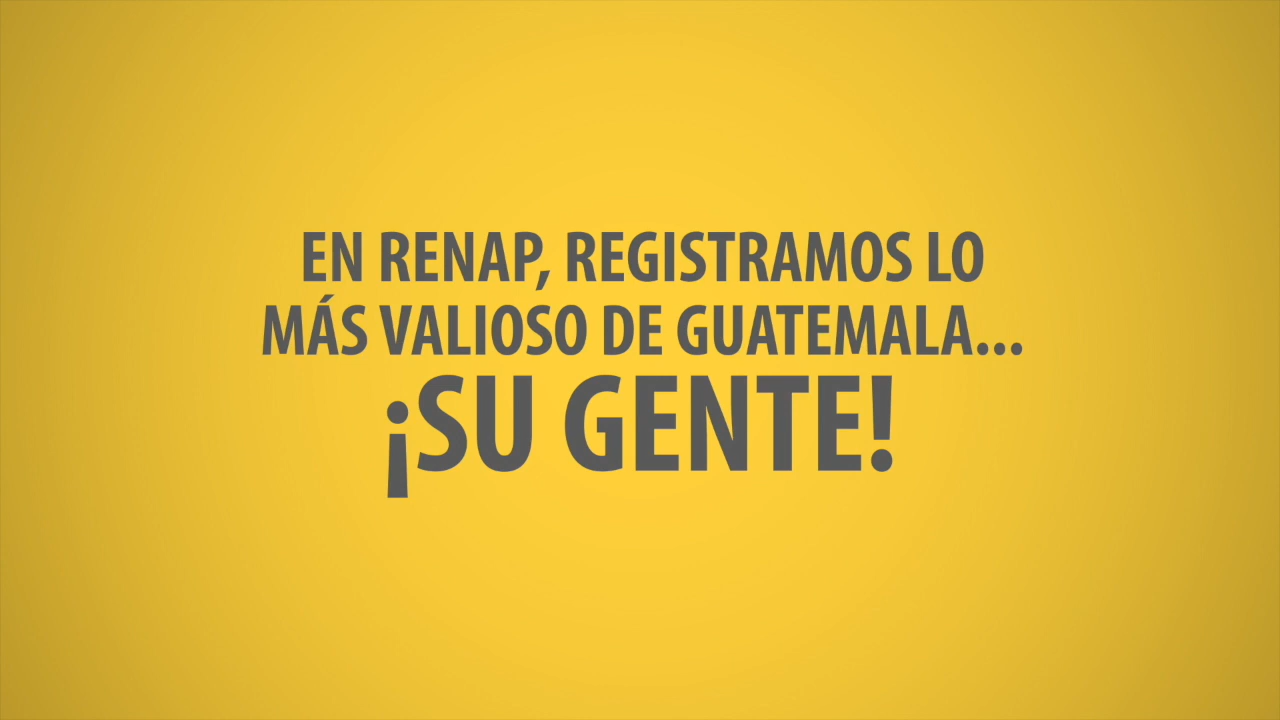 EN RENAP, REGISTRAMOS LO
MÁS VALIOSO DE GUATEMALA...
¡SU GENTE!